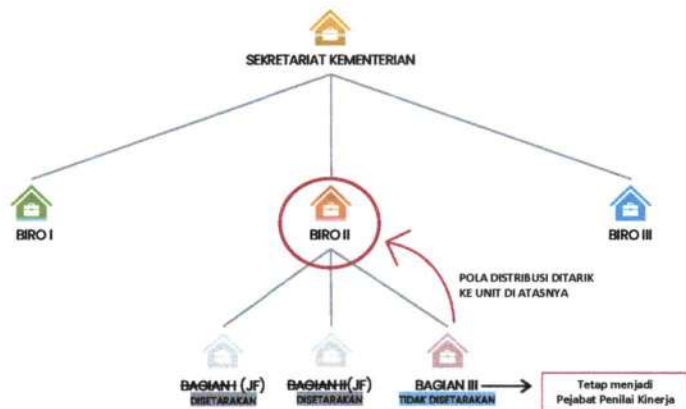 SEKRETARIAT KEMENTERIAN
BIRO I
BIRO II
BIRO III
POLA DISTRIBUSI DITARIK
KE UNIT DI ATASNYA
BAGIAN I (JF)
DISETARAKAN
BAGIAN II (JF)
DISETARAKAN
BAGIAN III
TIDAK DISETARAKAN
Tetap menjadi
Pejabat Penilai Kinerja